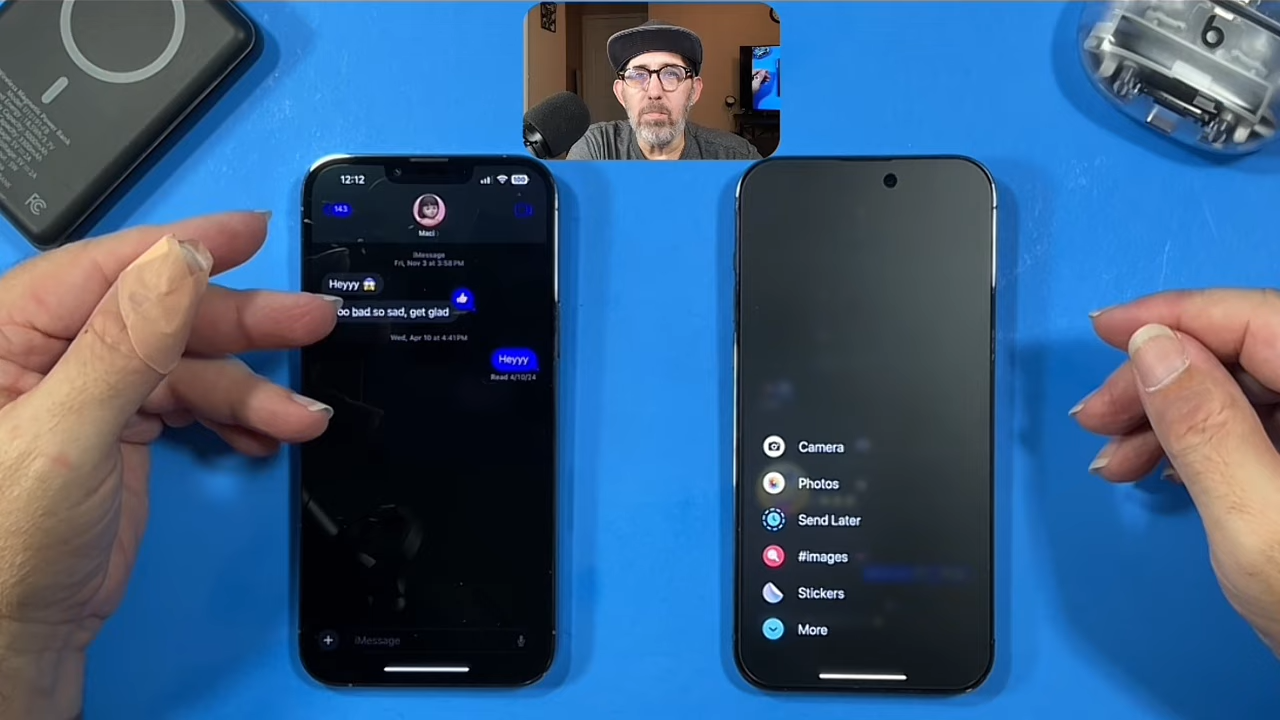 6
12:12
100
143
Maci
iMessage
Fri, Nov 3 at 3:58 PM
Heyyy 😱
oo bad so sad, get glad
Wed, Apr 10 at 4:41 PM
Heyyy
Read 4/10/24
iMessage
Camera
Photos
Send Later
#images
Stickers
More